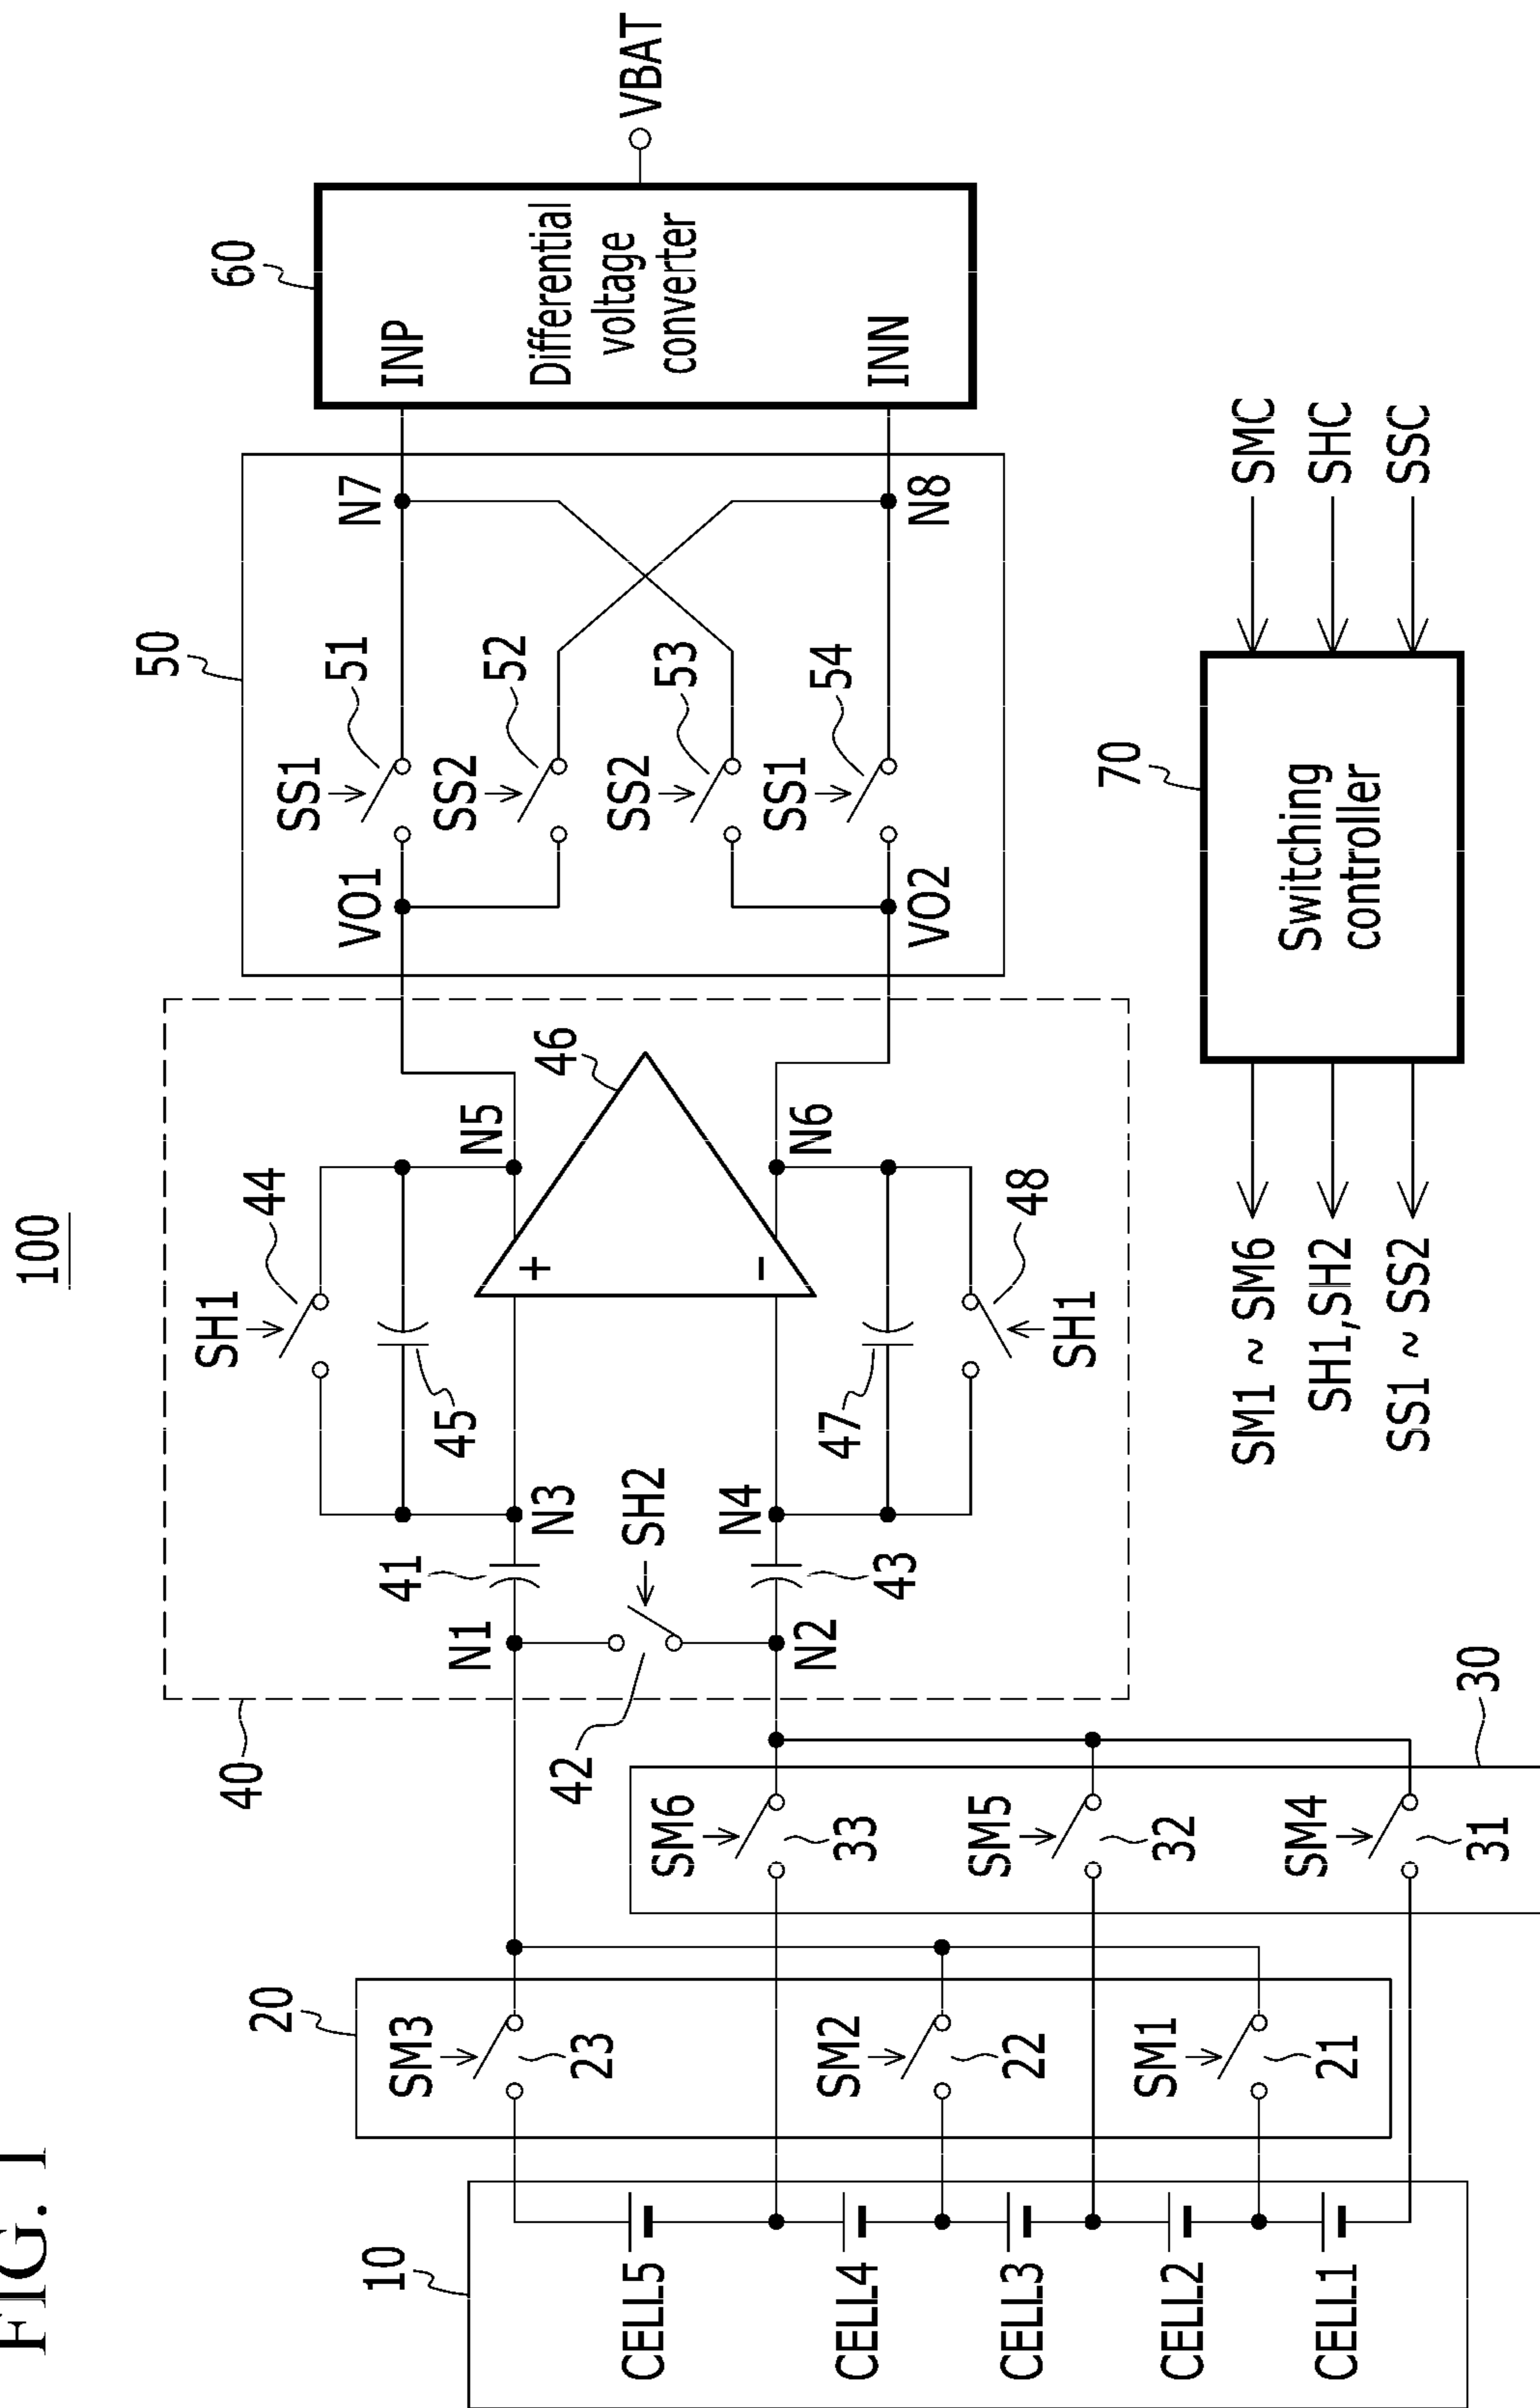 FIG. 1
100
10
CELL5
CELL4
CELL3
CELL2
CELL1
20
SM3
23
SM2
22
SM1
21
30
SM6
33
SM5
32
SM4
31
40
N1
N2
41
42
43
SH2
N3
N4
SH1
44
45
46
+
-
N5
N6
47
48
SH1
50
VO1
VO2
SS1
51
SS2
52
SS2
53
SS1
54
N7
N8
60
INP
Differential
voltage
converter
INN
VBAT
70
Switching
controller
SMC
SHC
SSC
SM1 ~ SM6
SH1,SH2
SS1 ~ SS2